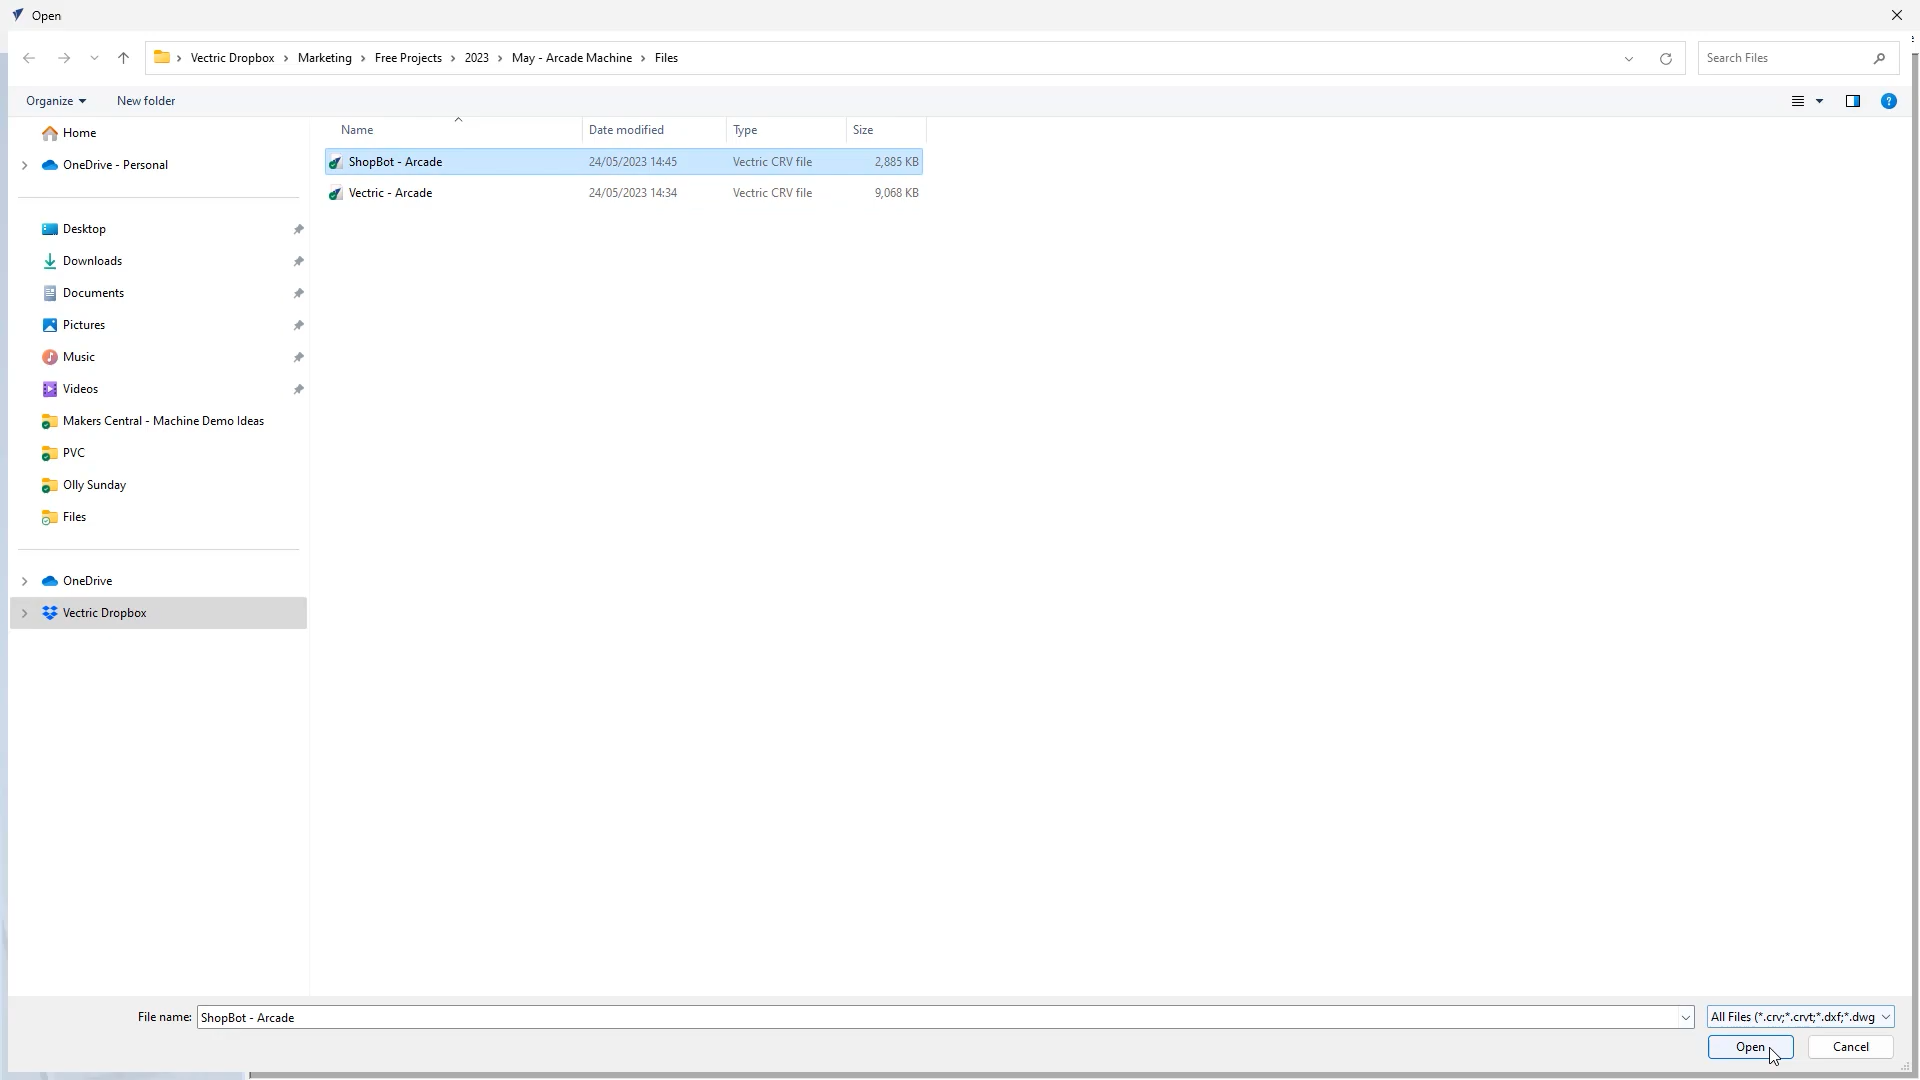 Open
Vectric Dropbox > Marketing > Free Projects > 2023 > May - Arcade Machine > Files
Search Files
Organize
New folder
Name
Date modified
Type
Size
ShopBot - Arcade
24/05/2023 14:45
Vectric CRV file
2,885 KB
Vectric - Arcade
24/05/2023 14:34
Vectric CRV file
9,068 KB
Home
OneDrive - Personal
Desktop
Downloads
Documents
Pictures
Music
Videos
Makers Central - Machine Demo Ideas
PVC
Olly Sunday
Files
OneDrive
Vectric Dropbox
File name:
ShopBot - Arcade
All Files (*.crv;*.crvt;*.dxf;*.dwg
Open
Cancel